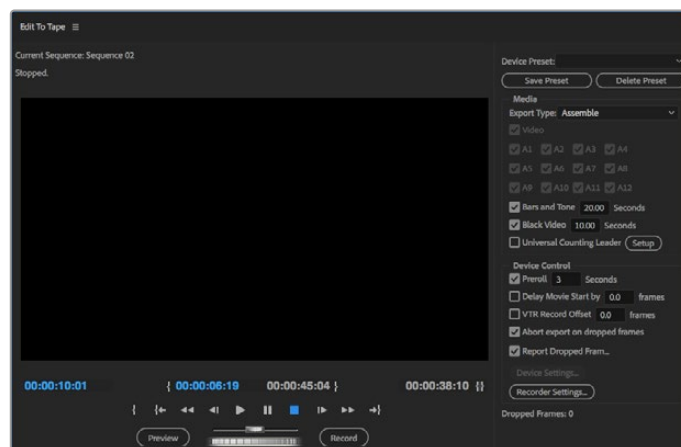 Edit To Tape
Current Sequence: Sequence 02
Stopped.
00:00:10:01
{ 00:00:06:19
00:00:45:04 }
00:00:38:10 {}
Preview
Record
Device Preset:
Save Preset
Delete Preset
Media
Export Type: Assemble
Video
A1 A2 A3 A4
A5 A6 A7 A8
A9 A10 A11 A12
Bars and Tone 20.00 Seconds
Black Video 10.00 Seconds
Universal Counting Leader Setup
Device Control
Preroll 3 Seconds
Delay Movie Start by 0.0 frames
VTR Record Offset 0.0 frames
Abort export on dropped frames
Report Dropped Fram...
Device Settings...
Recorder Settings...
Dropped Frames: 0